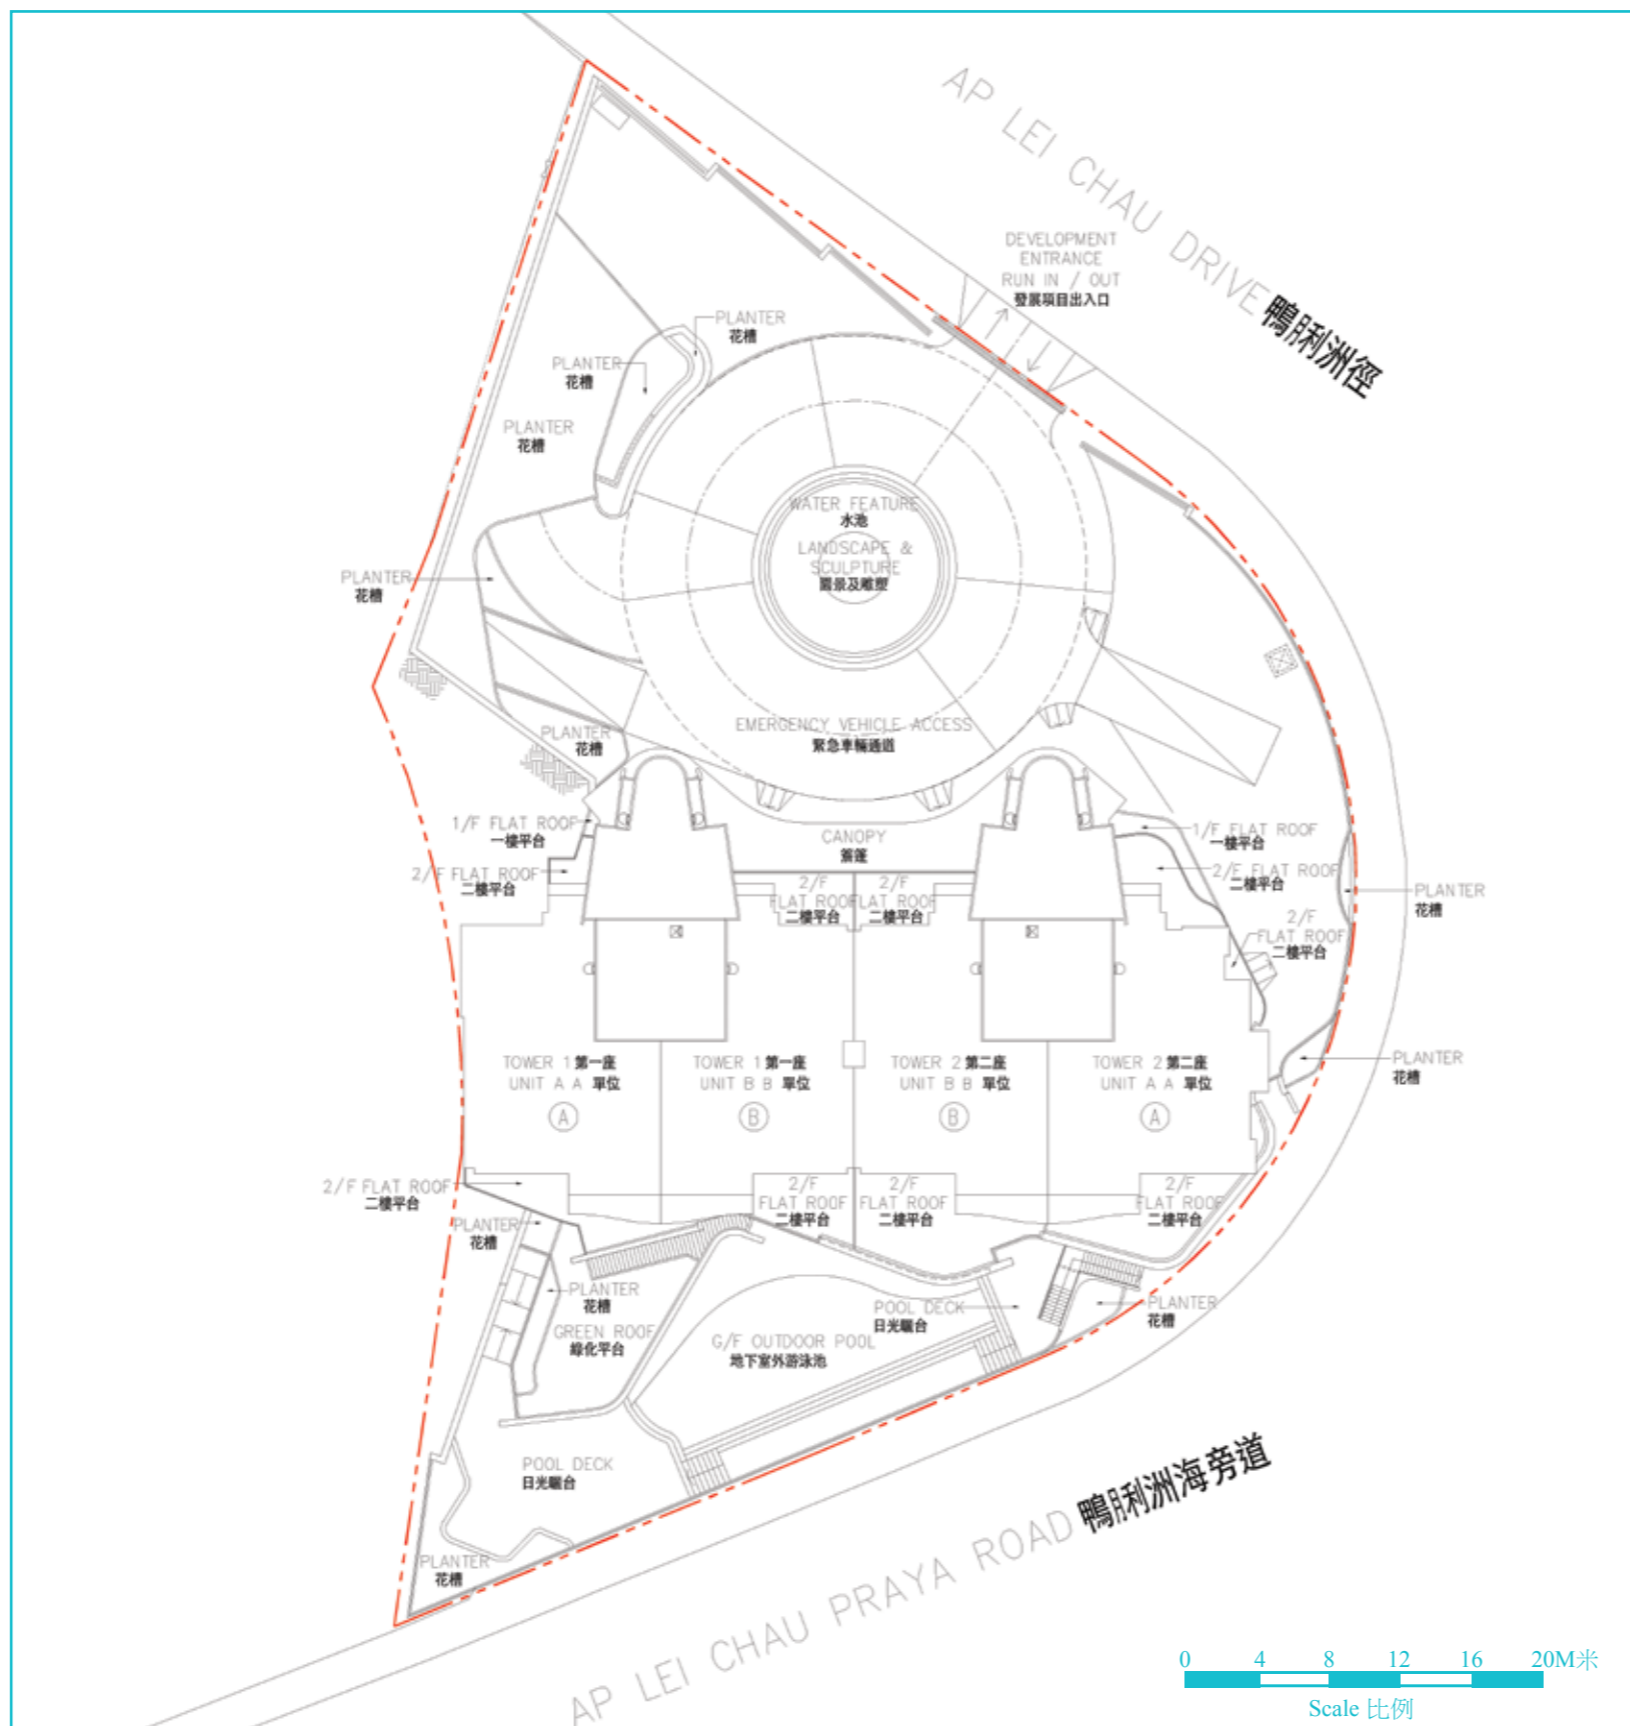 AP LEI CHAU DRIVE 鴨脷洲徑
DEVELOPMENT
ENTRANCE
RUN IN / OUT
發展項目出入口
PLANTER
花槽
PLANTER
花槽
PLANTER
花槽
WATER FEATURE
水池
LANDSCAPE &
SCULPTURE
園景及雕塑
PLANTER
花槽
EMERGENCY VEHICLE ACCESS
緊急車輛通道
PLANTER
花槽
1/F FLAT ROOF
一樓平台
CANOPY
簷篷
1/F FLAT ROOF
一樓平台
2/F FLAT ROOF
二樓平台
2/F
FLAT ROOF
二樓平台
2/F
FLAT ROOF
二樓平台
2/F FLAT ROOF
二樓平台
PLANTER
花槽
2/F
FLAT ROOF
二樓平台
TOWER 1 第一座
UNIT A A 單位
A
TOWER 1 第一座
UNIT B B 單位
B
TOWER 2 第二座
UNIT B B 單位
B
TOWER 2 第二座
UNIT A A 單位
A
PLANTER
花槽
2/F FLAT ROOF
二樓平台
2/F
FLAT ROOF
二樓平台
2/F
FLAT ROOF
二樓平台
2/F
FLAT ROOF
二樓平台
PLANTER
花槽
PLANTER
花槽
GREEN ROOF
綠化平台
G/F OUTDOOR POOL
地下室外游泳池
POOL DECK
日光曬台
PLANTER
花槽
POOL DECK
日光曬台
PLANTER
花槽
AP LEI CHAU PRAYA ROAD 鴨脷洲海旁道
0 4 8 12 16 20M米
Scale 比例